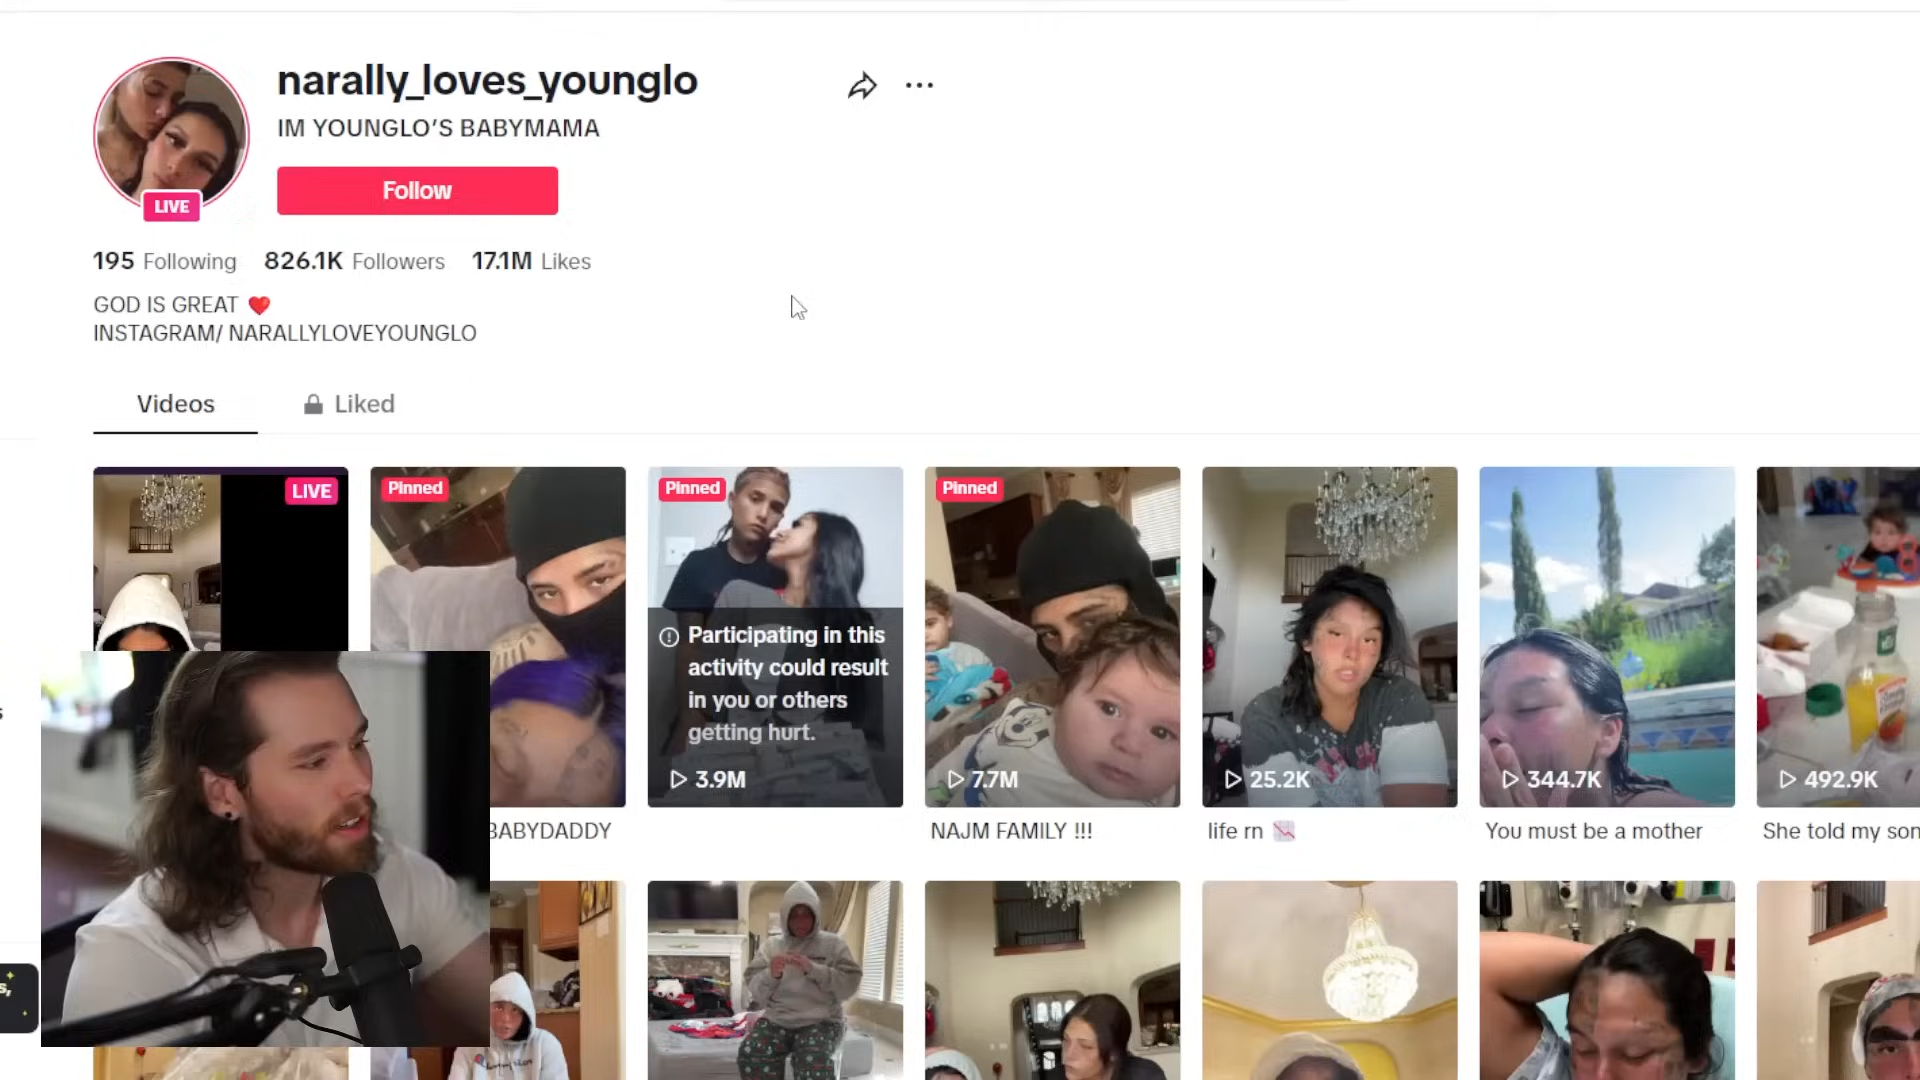 narally_loves_younglo
IM YOUNGLO'S BABYMAMA
Follow
LIVE
195 Following 826.1K Followers 17.1M Likes
GOD IS GREAT ❤️
INSTAGRAM/ NARALLYLOVEYOUNGLO
Videos Liked
LIVE
Pinned
Pinned
Participating in this
activity could result
in you or others
getting hurt.
3.9M
Pinned
7.7M
25.2K
344.7K
492.9K
BABYDADDY
NAJM FAMILY !!!
life rn 📉
You must be a mother
She told my son